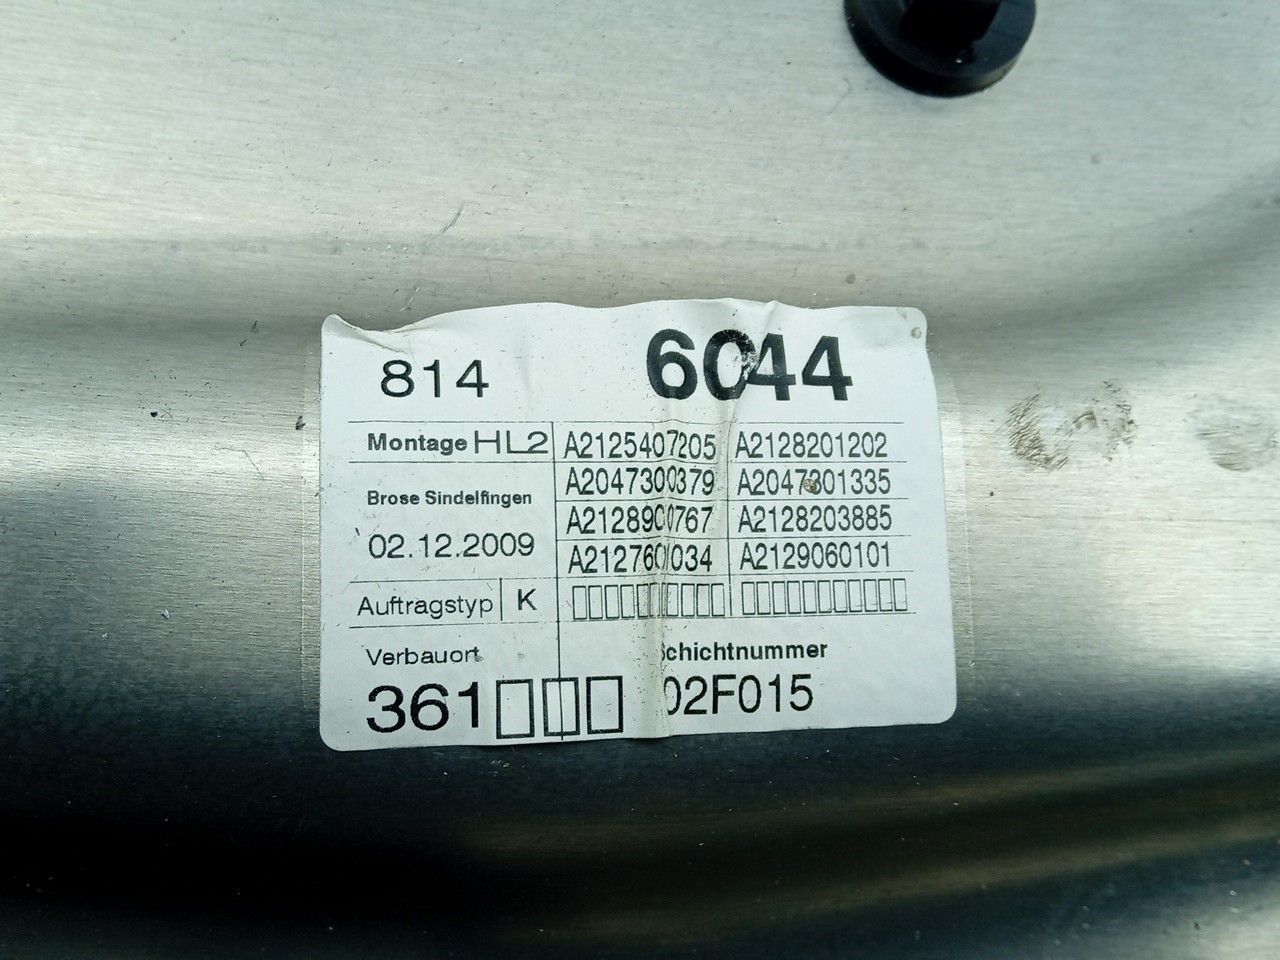 814 6044
Montage HL2 A2125407205 A2128201202
A2047300379 A2047301335
Brose Sindelfingen
A2128900767 A2128203885
02.12.2009
A2127601034 A2129060101
Auftragstyp K
Verbauort Schichtnummer
361 02F015